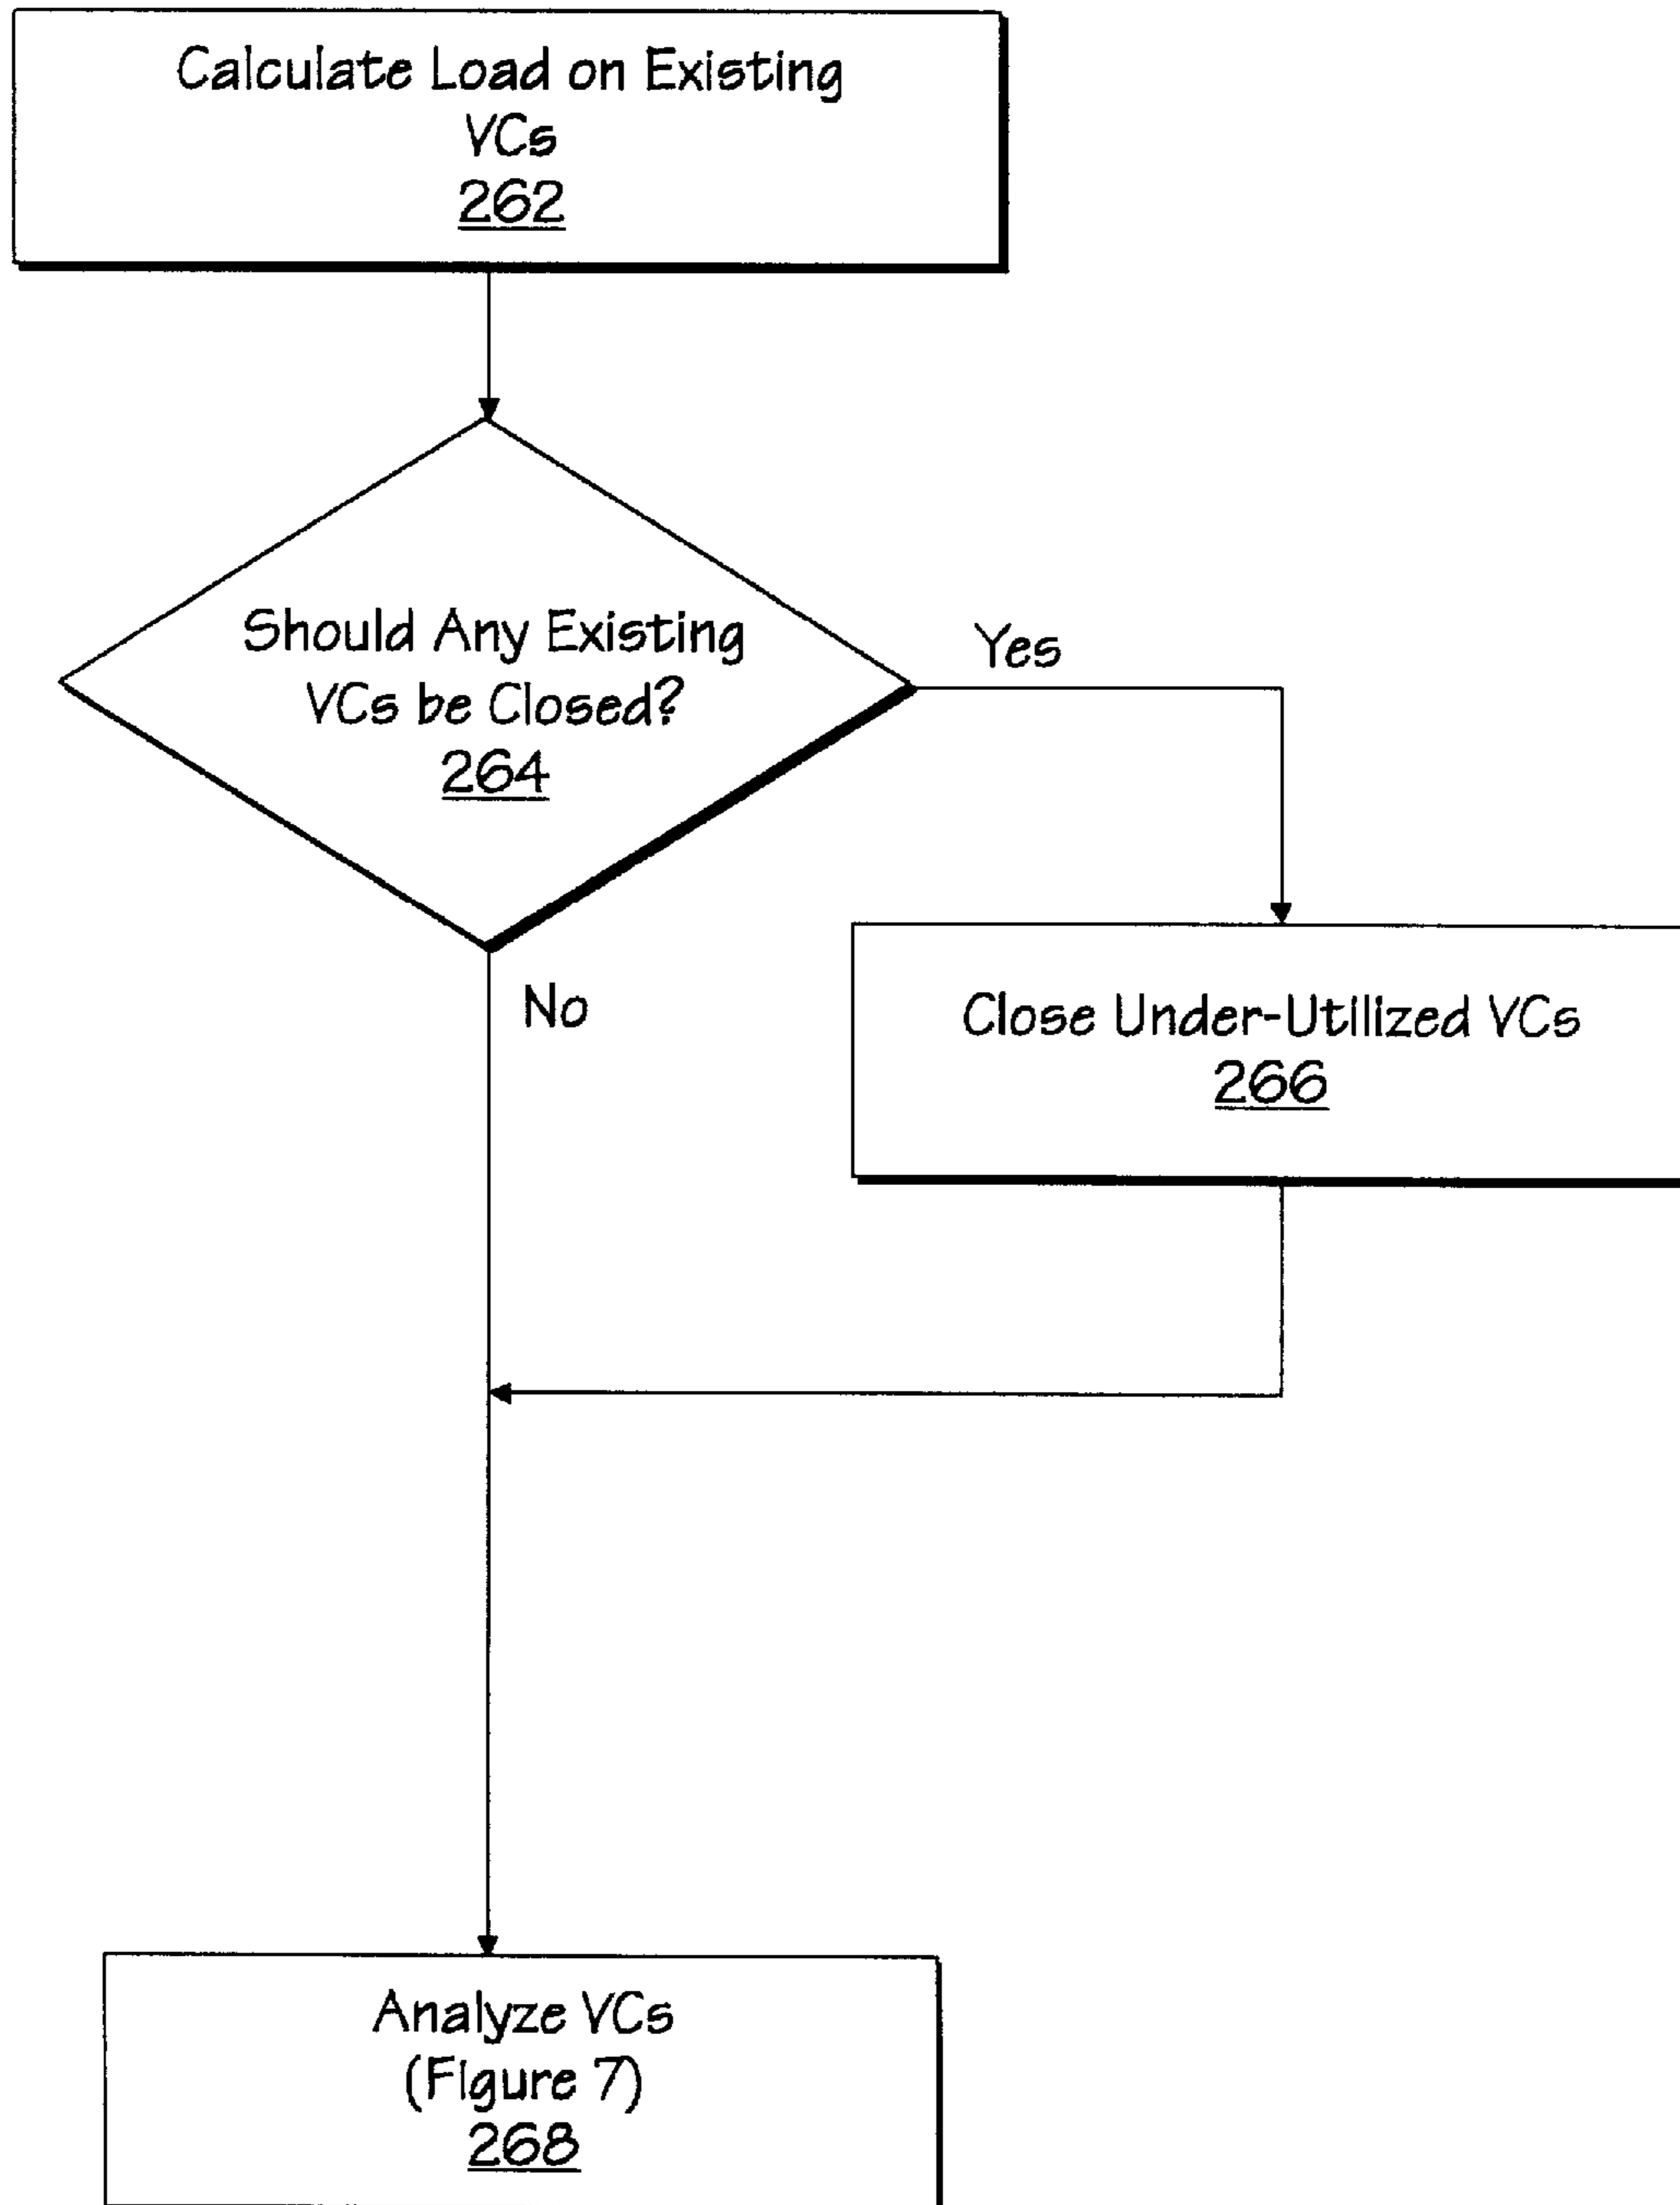 Calculate Load on Existing
VCs
262
Should Any Existing
VCs be Closed?
264
Yes
No
Close Under-Utilized VCs
266
Analyze VCs
(Figure 7)
268